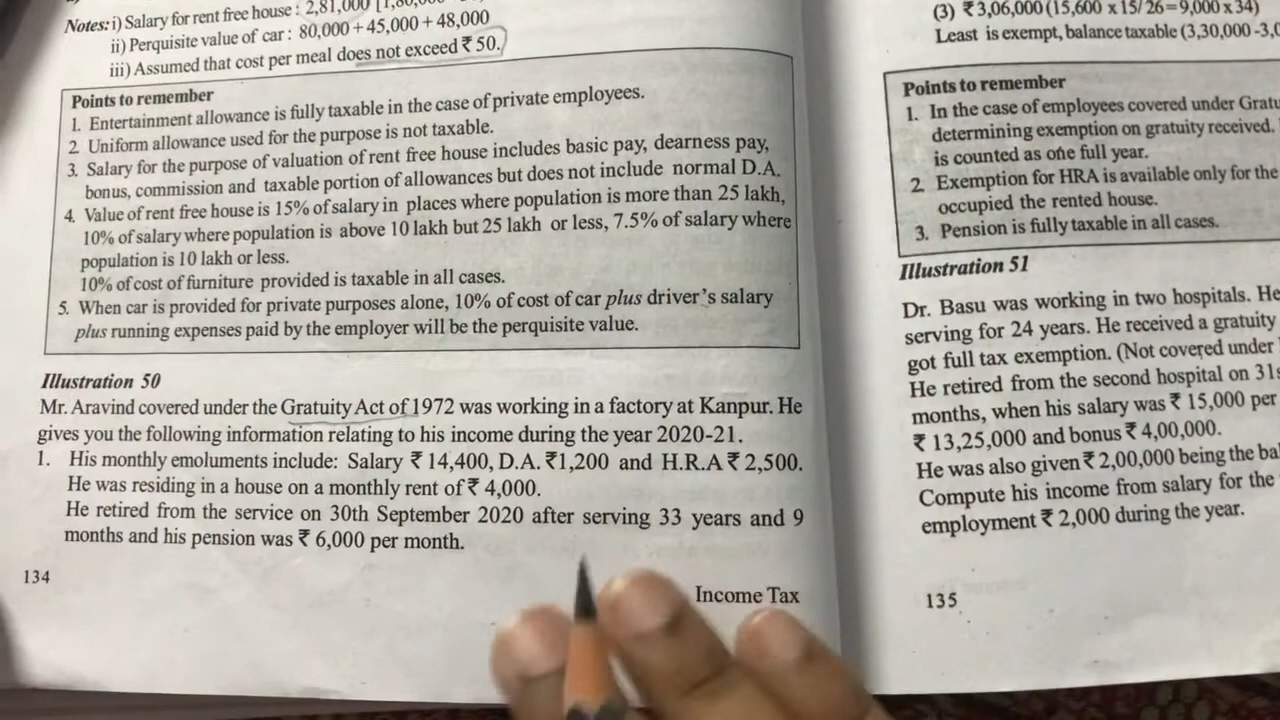 Notes: i) Salary for rent free house : 2,81,000
ii) Perquisite value of car : 80,000 + 45,000 + 48,000
iii) Assumed that cost per meal does not exceed ₹ 50.
Points to remember
1. Entertainment allowance is fully taxable in the case of private employees.
2. Uniform allowance used for the purpose is not taxable.
3. Salary for the purpose of valuation of rent free house includes basic pay, dearness pay,
bonus, commission and taxable portion of allowances but does not include normal D.A.
4. Value of rent free house is 15% of salary in places where population is more than 25 lakh,
10% of salary where population is above 10 lakh but 25 lakh or less, 7.5% of salary where
population is 10 lakh or less.
10% of cost of furniture provided is taxable in all cases.
5. When car is provided for private purposes alone, 10% of cost of car plus driver's salary
plus running expenses paid by the employer will be the perquisite value.
Illustration 50
Mr. Aravind covered under the Gratuity Act of 1972 was working in a factory at Kanpur. He
gives you the following information relating to his income during the year 2020-21.
1. His monthly emoluments include: Salary ₹ 14,400, D.A. ₹1,200 and H.R.A ₹ 2,500.
He was residing in a house on a monthly rent of ₹ 4,000.
He retired from the service on 30th September 2020 after serving 33 years and 9
months and his pension was ₹ 6,000 per month.
134
Income Tax
(3) ₹ 3,06,000 (15,600 x 15/26 = 9,000 x 34)
Least is exempt, balance taxable (3,30,000 -3,0
Points to remember
1. In the case of employees covered under Gratu
determining exemption on gratuity received.
is counted as one full year.
2. Exemption for HRA is available only for the
occupied the rented house.
3. Pension is fully taxable in all cases.
Illustration 51
Dr. Basu was working in two hospitals. He
serving for 24 years. He received a gratuity
got full tax exemption. (Not covered under
He retired from the second hospital on 31s
months, when his salary was ₹ 15,000 per
₹ 13,25,000 and bonus ₹ 4,00,000.
He was also given ₹ 2,00,000 being the ba
Compute his income from salary for the
employment ₹ 2,000 during the year.
135